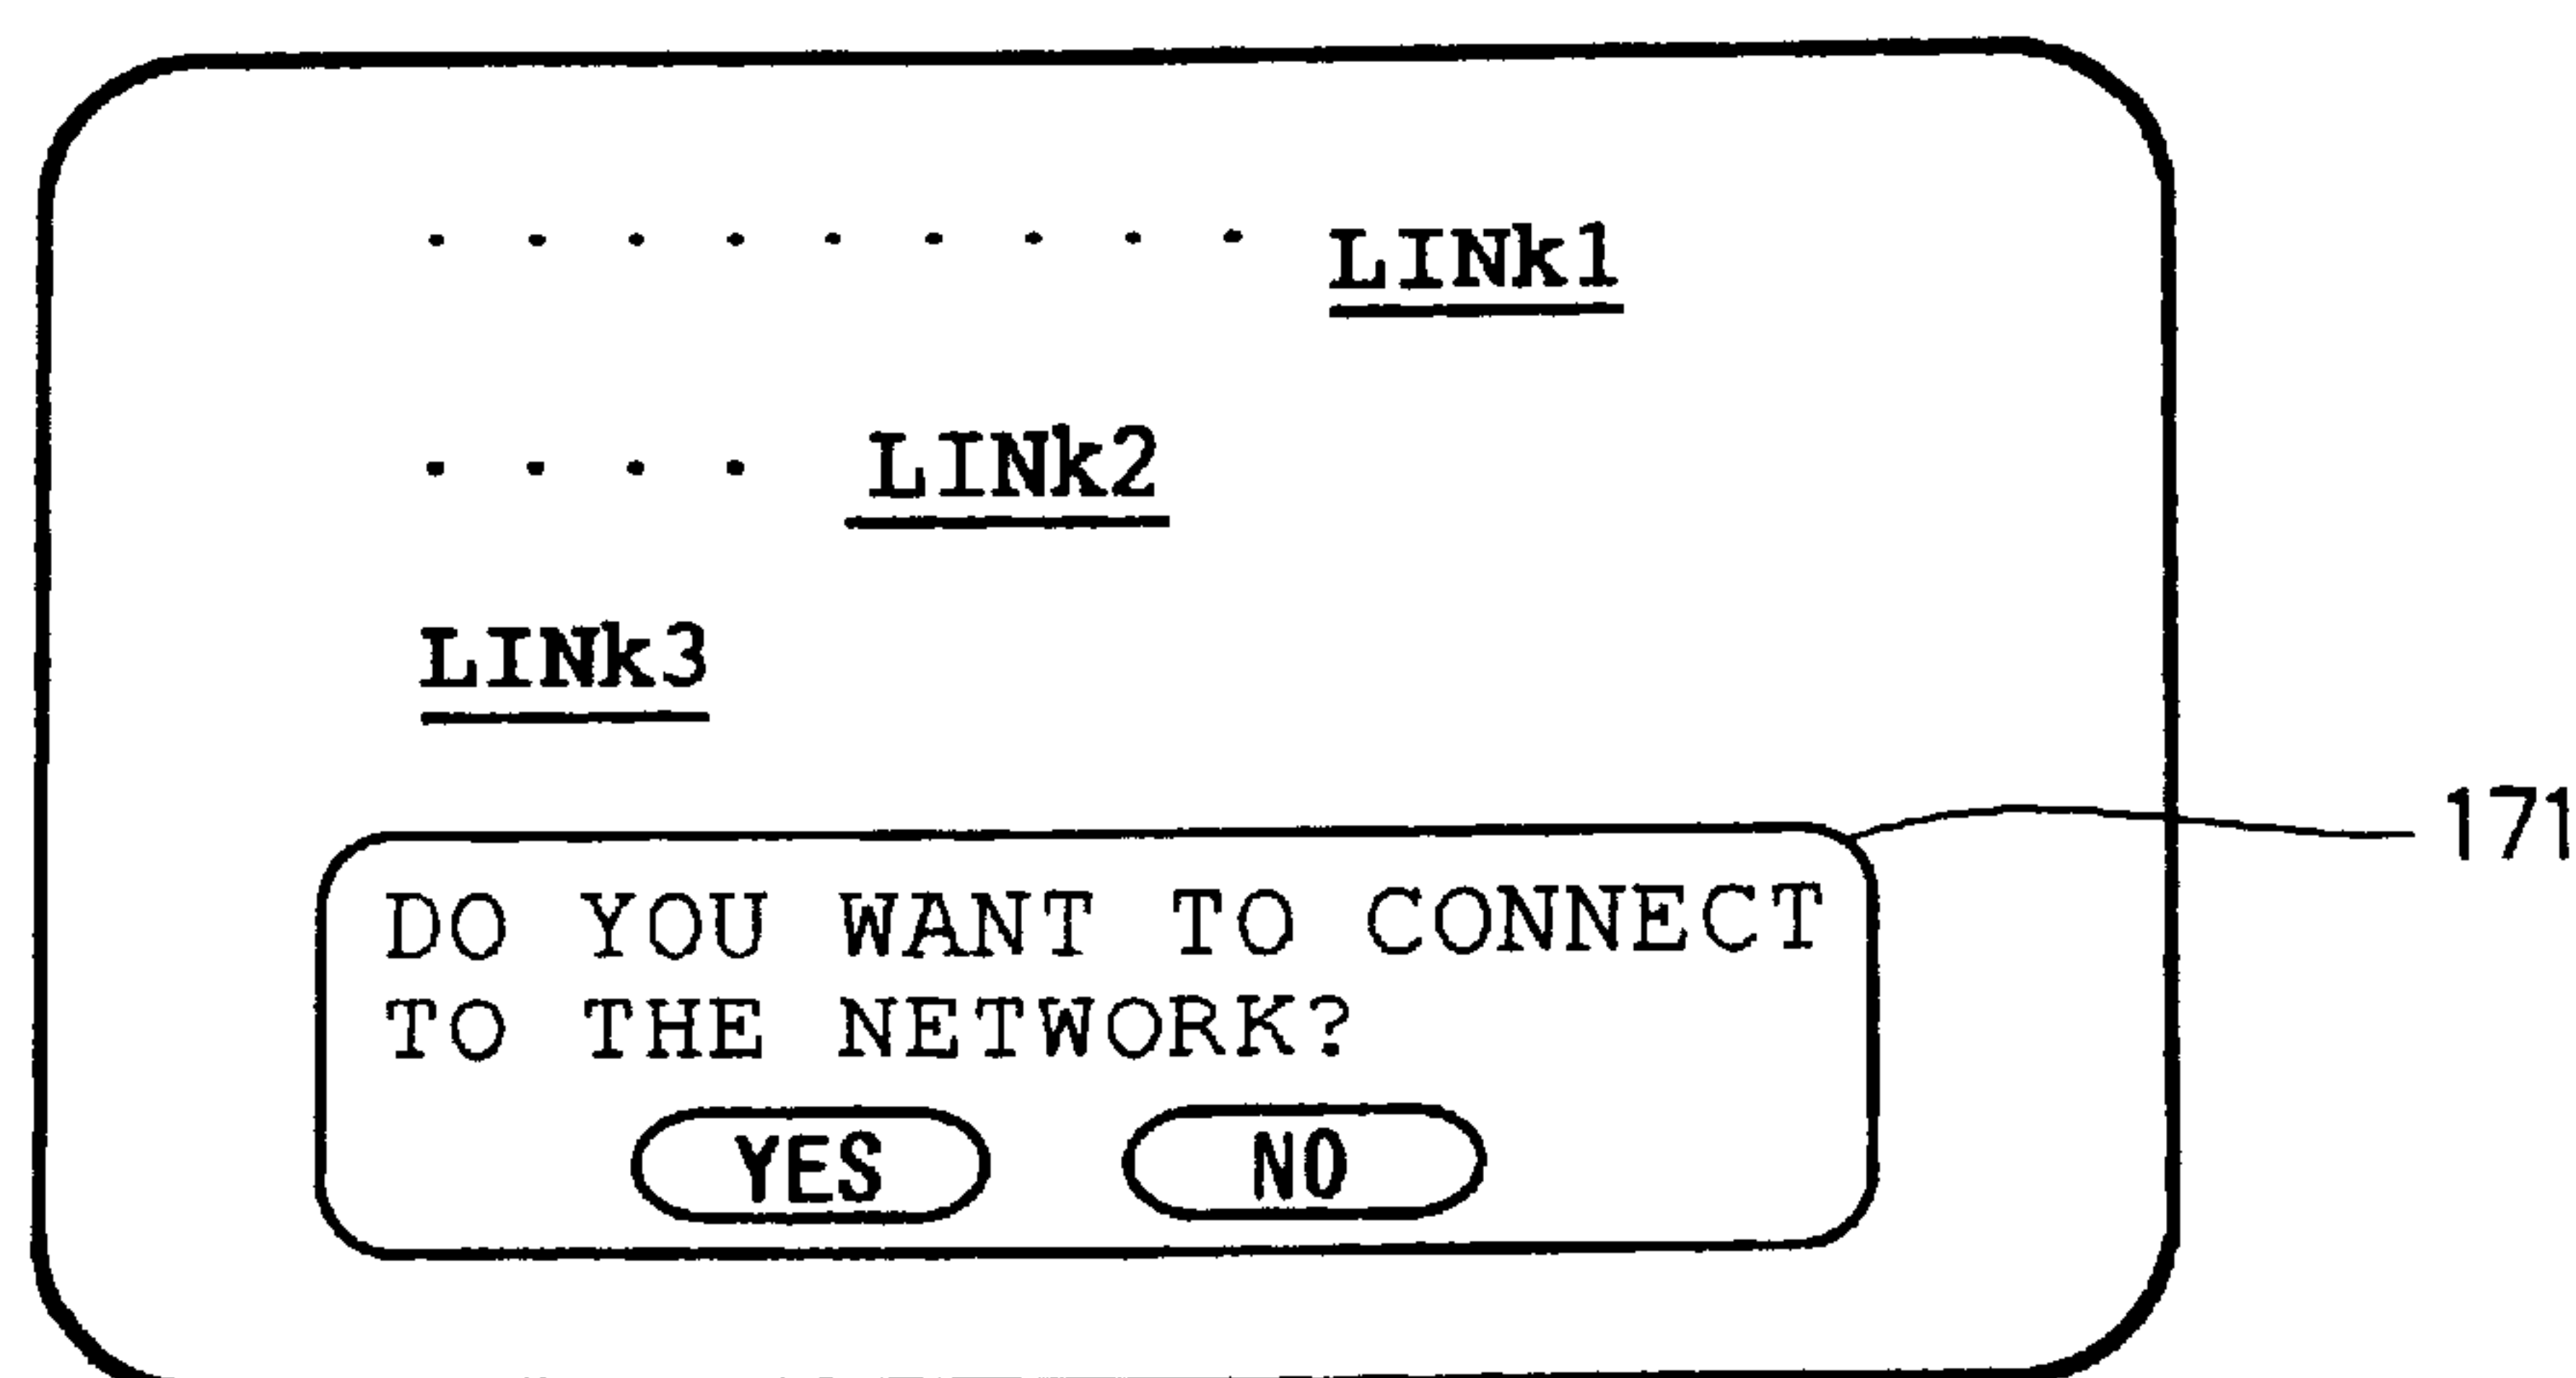 . . . . . . . . . LINk1
. . . . LINk2
LINk3
171
DO YOU WANT TO CONNECT
TO THE NETWORK?
YES NO